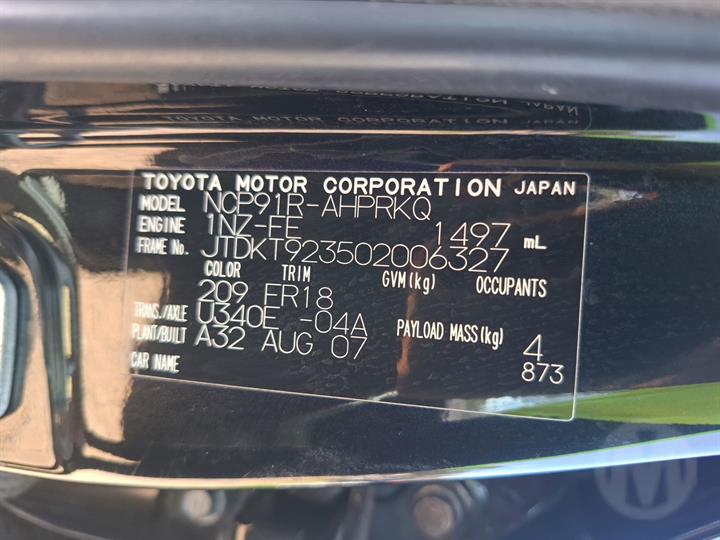 TOYOTA MOTOR CORPORATION JAPAN
MODEL NCP91R-AHPRKQ
ENGINE 1NZ-FE 1497 mL
FRAME No. JTDKT923502006327
COLOR TRIM GVM(kg) OCCUPANTS
209 FR18
TRANS./AXLE U340E -04A PAYLOAD MASS(kg) 4
PLANT/BUILT A32 AUG 07
CAR NAME 873
M